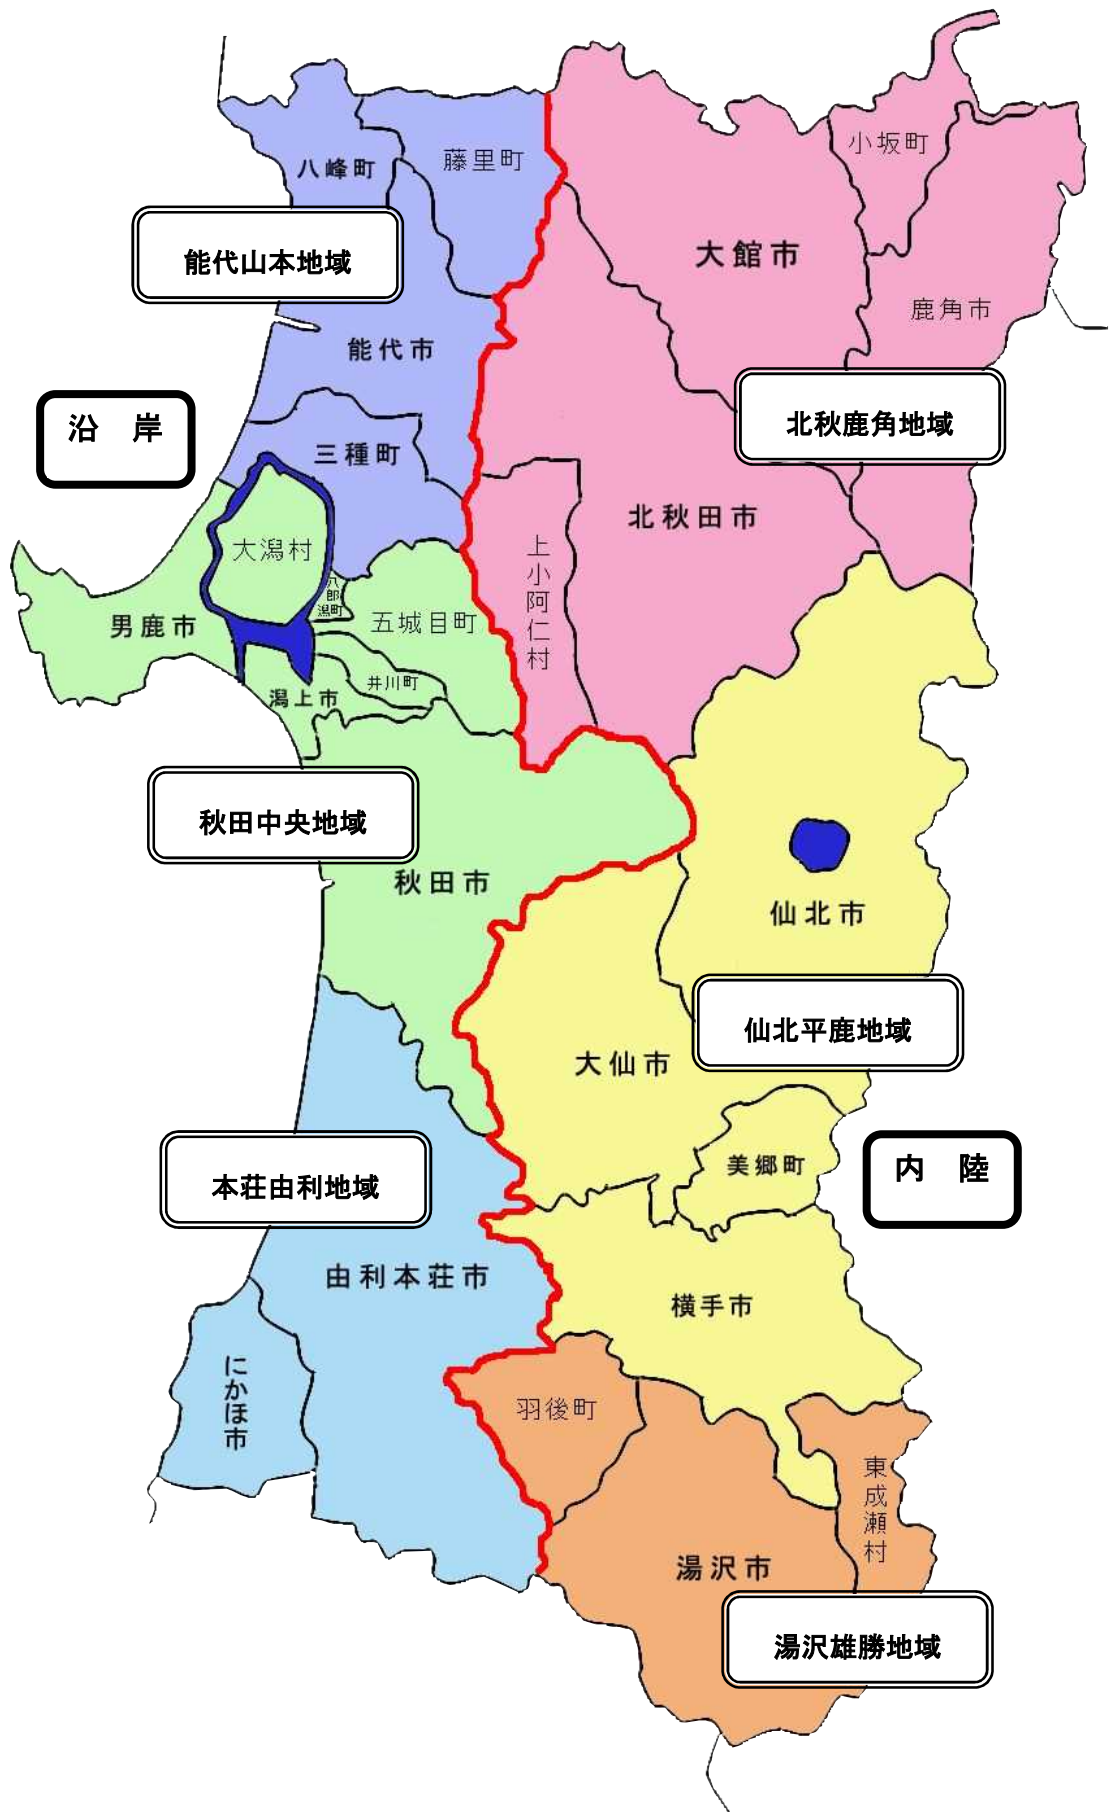 八峰町
藤里町
小坂町
大館市
能代山本地域
鹿角市
能代市
沿 岸
北秋鹿角地域
三種町
北秋田市
大潟村
上小阿仁村
八郎潟町
男鹿市
五城目町
井川町
潟上市
秋田中央地域
秋田市
仙北市
仙北平鹿地域
大仙市
美郷町
内 陸
本荘由利地域
由利本荘市
横手市
にかほ市
羽後町
東成瀬村
湯沢市
湯沢雄勝地域